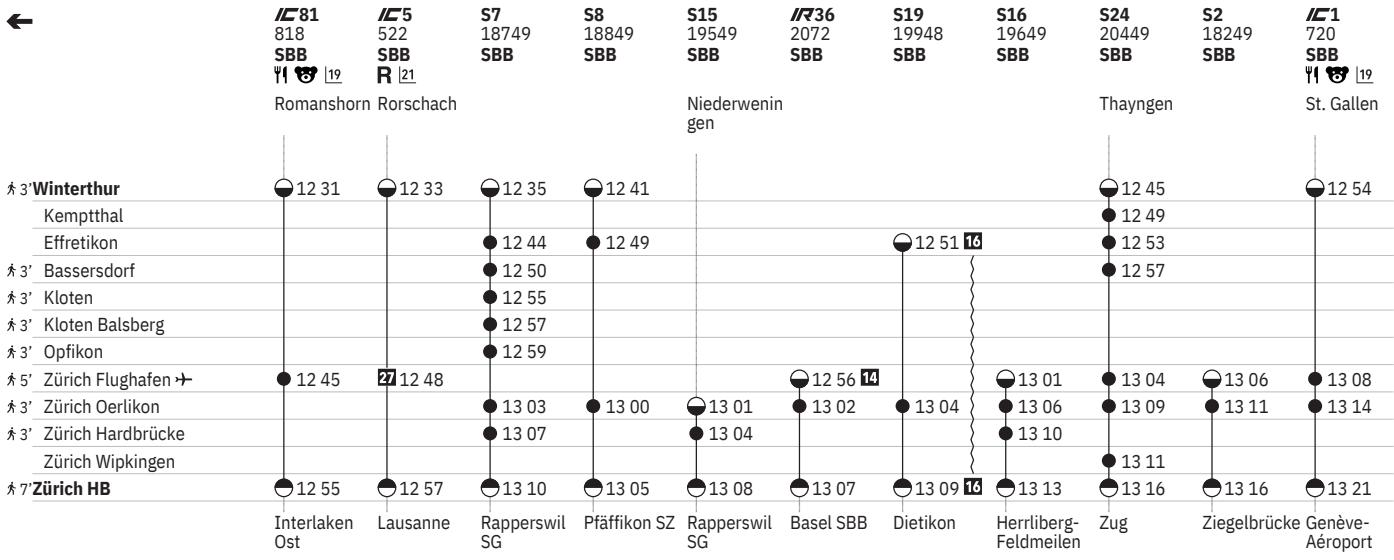 IC81 IC5 S7 S8 S15 IR36 S19 S16 S24 S2 IC1
818 522 18749 18849 19549 2072 19948 19649 20449 18249 720
SBB SBB SBB SBB SBB SBB SBB SBB SBB SBB SBB
19 R 21 19
Romanshorn Rorschach Niederwenin Thayngen St. Gallen
gen
3' Winterthur 12 31 12 33 12 35 12 41 12 45 12 54
Kemptthal 12 49
Effretikon 12 44 12 49 12 51 16 12 53
3' Bassersdorf 12 50 12 57
3' Kloten 12 55
3' Kloten Balsberg 12 57
3' Opfikon 12 59
5' Zürich Flughafen 12 45 27 12 48 12 56 14 13 01 13 04 13 06 13 08
3' Zürich Oerlikon 13 03 13 00 13 01 13 02 13 04 13 06 13 09 13 11 13 14
3' Zürich Hardbrücke 13 07 13 04 13 10
Zürich Wipkingen 13 11
7' Zürich HB 12 55 12 57 13 10 13 05 13 08 13 07 13 09 16 13 13 13 16 13 16 13 21
Interlaken Lausanne Rapperswil Pfäffikon SZ Rapperswil Basel SBB Dietikon Herrliberg- Zug Ziegelbrücke Genève-
Ost SG SG Feldmeilen Aéroport